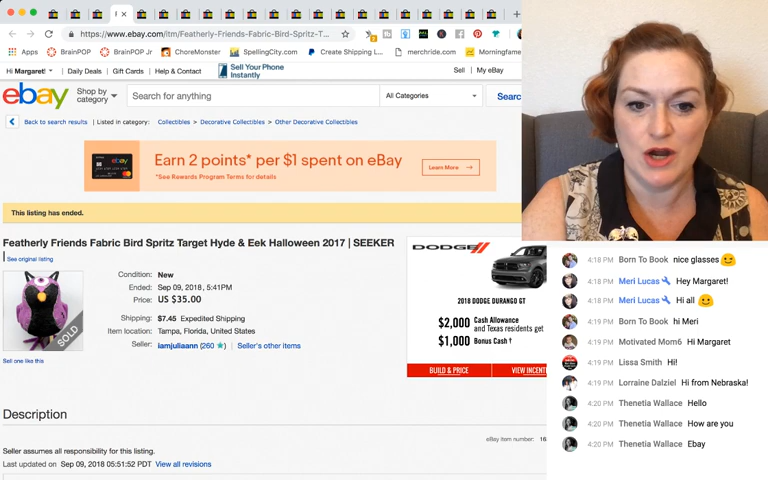 https://www.ebay.com/itm/Featherly-Friends-Fabric-Bird-Spritz-T...
Apps BrainPOP BrainPOP Jr ChoreMonster SpellingCity.com Create Shipping L... merchride.com Morningfame
Hi Margaret! Daily Deals Gift Cards Help & Contact Sell Your Phone Instantly Sell My eBay
ebay Shop by category Search for anything All Categories Searc
Back to search results Listed in category: Collectibles > Decorative Collectibles > Other Decorative Collectibles
ebay Earn 2 points* per $1 spent on eBay Learn More →
*See Rewards Program Terms for details
This listing has ended.
Featherly Friends Fabric Bird Spritz Target Hyde & Eek Halloween 2017 | SEEKER
See original listing
SOLD
Sell one like this
Condition: New
Ended: Sep 09, 2018 , 5:41PM
Price: US $35.00
Shipping: $7.45 Expedited Shipping
Item location: Tampa, Florida, United States
Seller: iamjuliaann (260 ★) | Seller's other items
DODGE
2018 DODGE DURANGO GT
$2,000 Cash Allowance and Texas residents get
$1,000 Bonus Cash †
BUILD & PRICE VIEW INCENT
Description
eBay item number: 16
Seller assumes all responsibility for this listing.
Last updated on Sep 09, 2018 05:51:52 PDT View all revisions
4:18 PM Born To Book nice glasses
4:18 PM Meri Lucas Hey Margaret!
4:18 PM Meri Lucas Hi all
4:19 PM Born To Book hi Meri
4:19 PM Motivated Mom6 Hi Margaret
4:19 PM Lissa Smith Hi!
4:19 PM Lorraine Dalziel Hi from Nebraska!
4:20 PM Thenetia Wallace Hello
4:20 PM Thenetia Wallace How are you
4:20 PM Thenetia Wallace Ebay